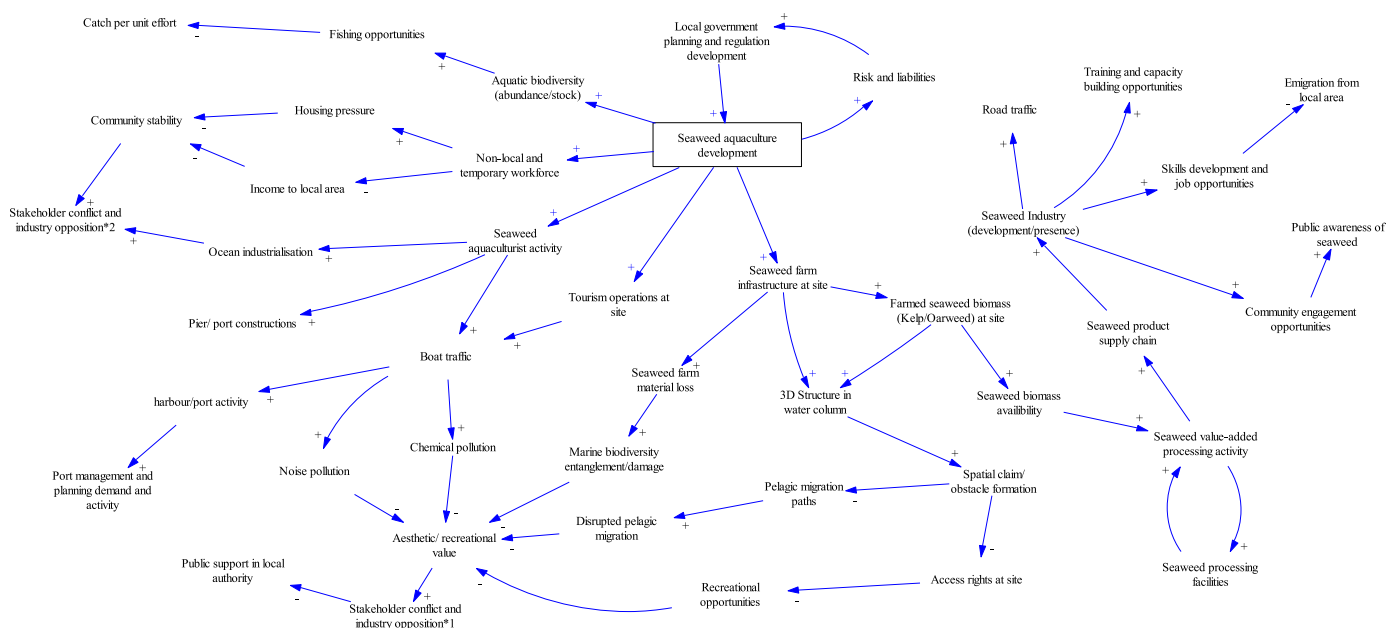 Catch per unit effort
Fishing opportunities
Local government
planning and regulation
development
Risk and liabilities
Aquatic biodiversity
(abundance/stock)
Training and capacity
building opportunities
Emigration from
local area
Road traffic
Housing pressure
Community stability
Seaweed aquaculture
development
Non-local and
temporary workforce
Income to local area
Skills development and
job opportunities
Stakeholder conflict and
industry opposition*2
Seaweed
aquaculturist activity
Ocean industrialisation
Seaweed Industry
(development/presence)
Public awareness of
seaweed
Seaweed farm
infrastructure at site
Tourism operations at
site
Farmed seaweed biomass
(Kelp/Oarweed) at site
Community engagement
opportunities
Pier/ port constructions
Seaweed product
supply chain
Boat traffic
Seaweed farm
material loss
3D Structure in
water column
Seaweed biomass
availibility
harbour/port activity
Chemical pollution
Marine biodiversity
entanglement/damage
Seaweed value-added
processing activity
Noise pollution
Port management and
planning demand and
activity
Spatial claim/
obstacle formation
Pelagic migration
paths
Disrupted pelagic
migration
Aesthetic/ recreational
value
Public support in local
authority
Stakeholder conflict and
industry opposition*1
Recreational
opportunities
Access rights at site
Seaweed processing
facilities